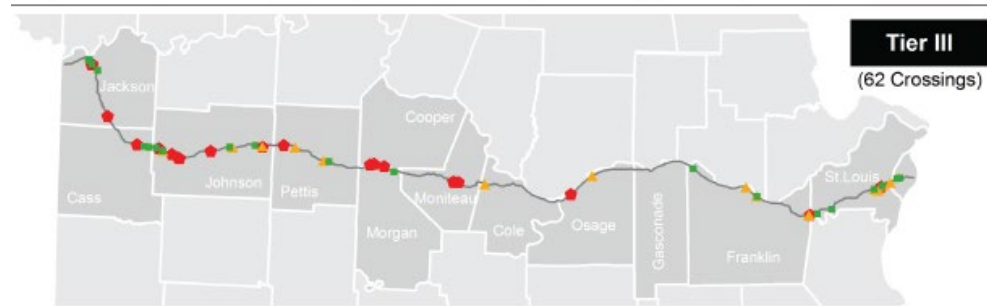 Tier III
(62 Crossings)
Jackson
Cooper
St.Louis
Johnson
Pettis
Cass
Moniteau
Osage
Morgan
Cole
Gasconade
Franklin